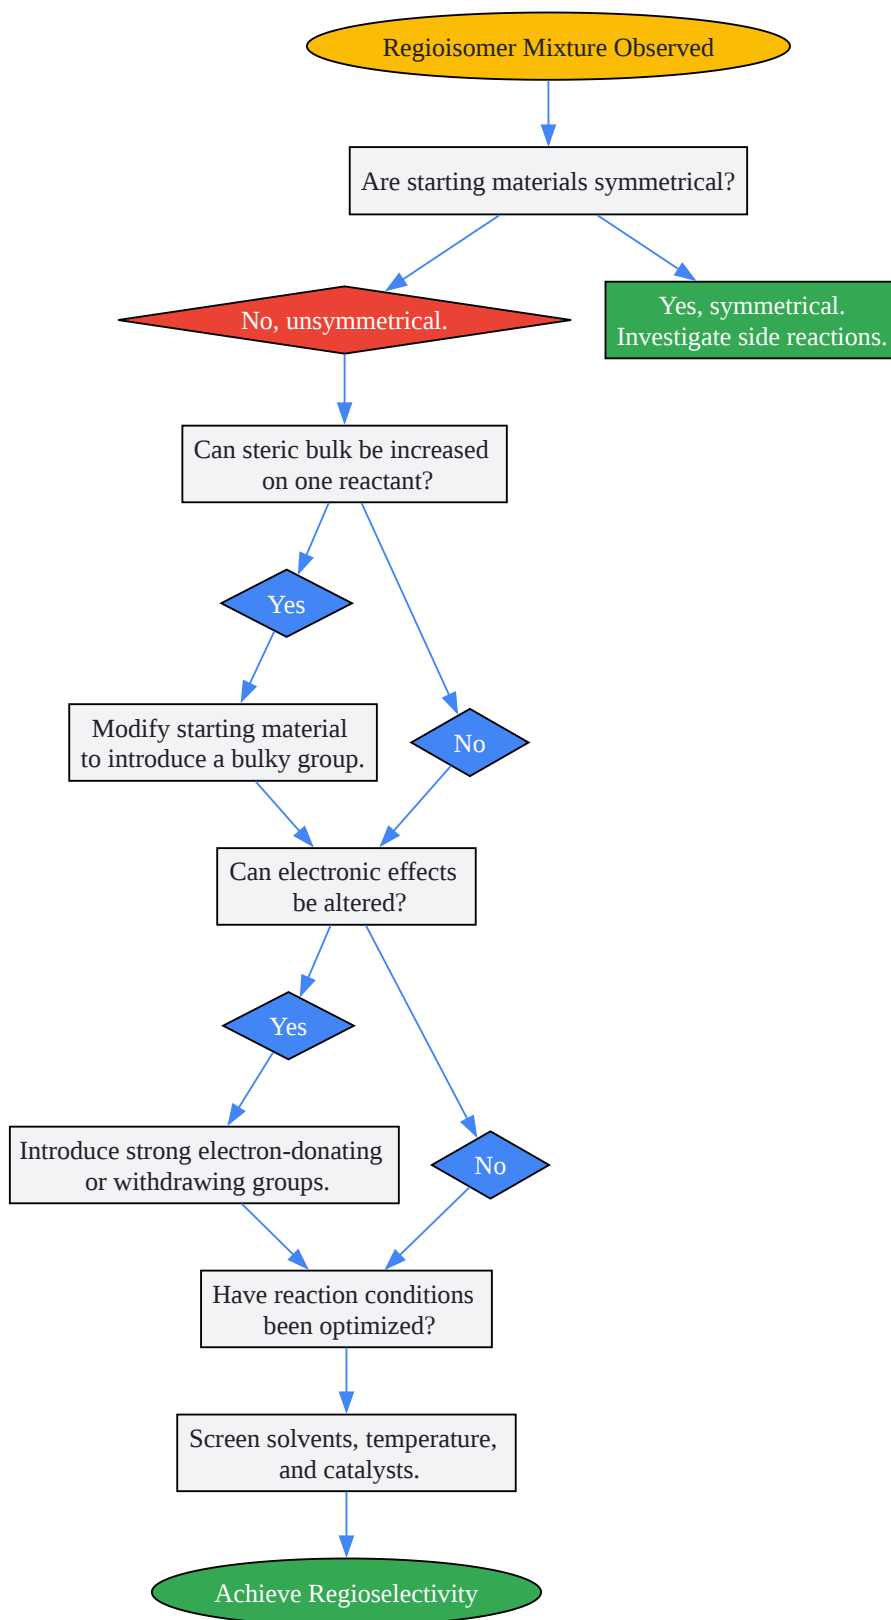 Regioisomer Mixture Observed
Are starting materials symmetrical?
No, unsymmetrical.
Yes, symmetrical.
Investigate side reactions.
Can steric bulk be increased
on one reactant?
Yes
Modify starting material
to introduce a bulky group.
No
Can electronic effects
be altered?
Yes
Introduce strong electron-donating
or withdrawing groups.
No
Have reaction conditions
been optimized?
Screen solvents, temperature,
and catalysts.
Achieve Regioselectivity